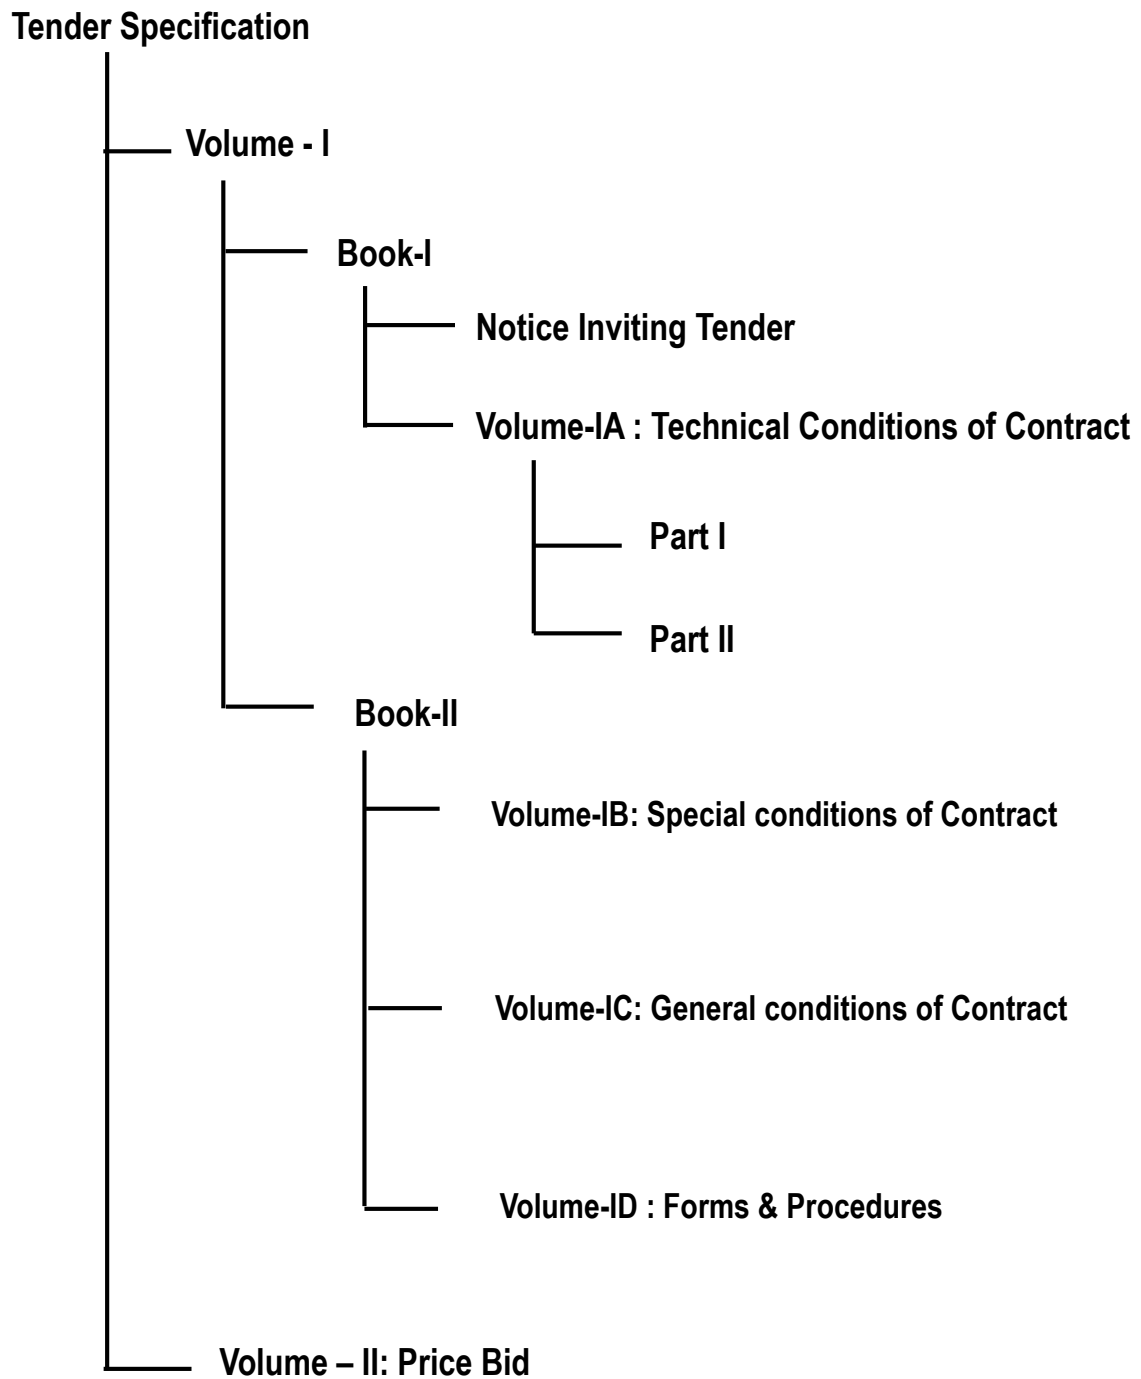 Tender Specification
Volume - I
Book-I
Notice Inviting Tender
Volume-IA : Technical Conditions of Contract
Part I
Part II
Book-II
Volume-IB: Special conditions of Contract
Volume-IC: General conditions of Contract
Volume-ID : Forms & Procedures
Volume – II: Price Bid